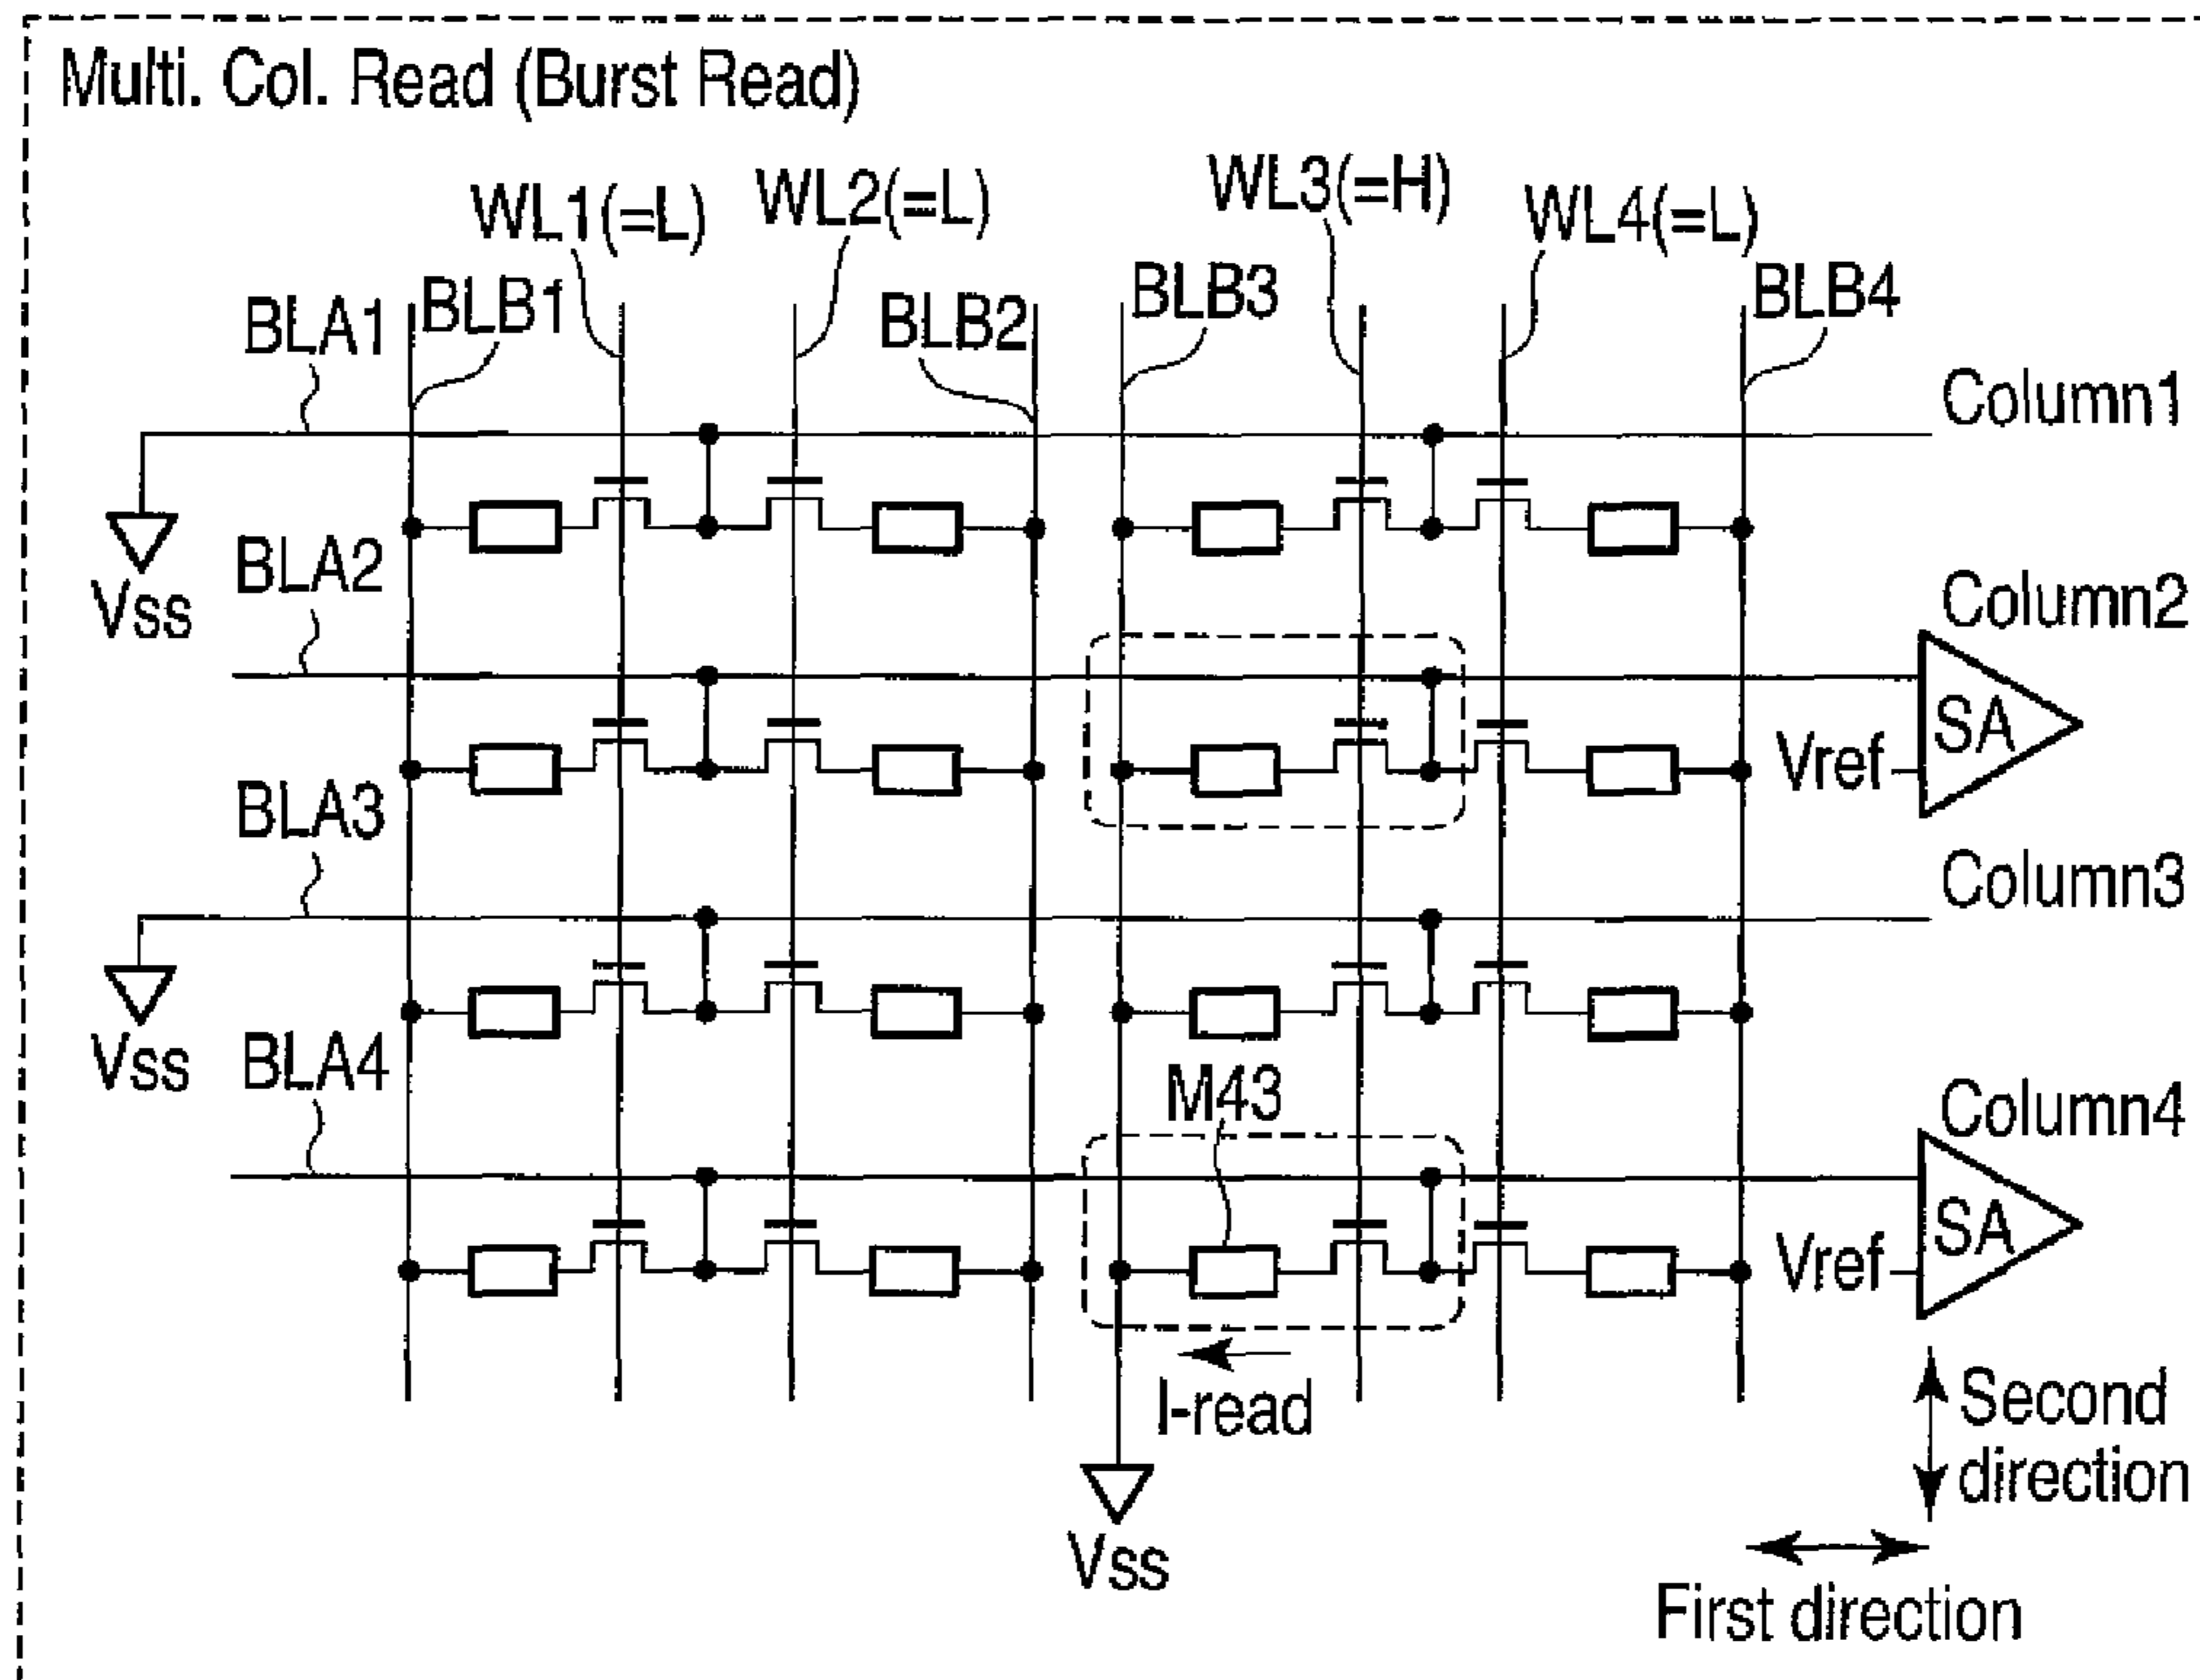 Multi. Col. Read (Burst Read)
WL1(=L)
WL2(=L)
WL3(=H)
WL4(=L)
BLA1
BLB1
BLB2
BLB3
BLB4
Column1
Vss
BLA2
Column2
SA
Vref
BLA3
Column3
Vss
BLA4
M43
Column4
SA
Vref
I-read
Second
direction
Vss
First direction